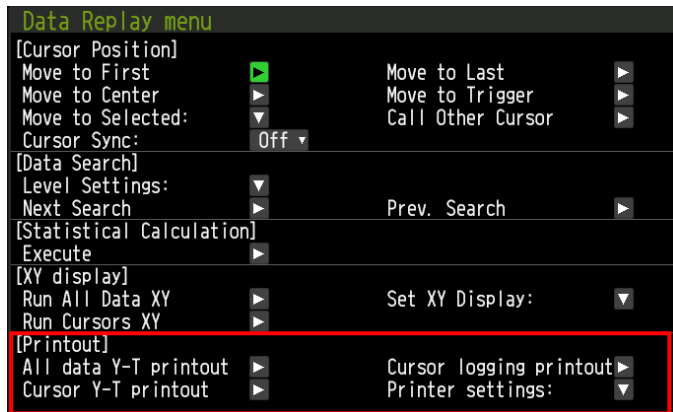 Data Replay menu
[Cursor Position]
Move to First Move to Last
Move to Center Move to Trigger
Move to Selected: Call Other Cursor
Cursor Sync: Off
[Data Search]
Level Settings:
Next Search Prev. Search
[Statistical Calculation]
Execute
[XY display]
Run All Data XY Set XY Display:
Run Cursors XY
[Printout]
All data Y-T printout Cursor logging printout
Cursor Y-T printout Printer settings: